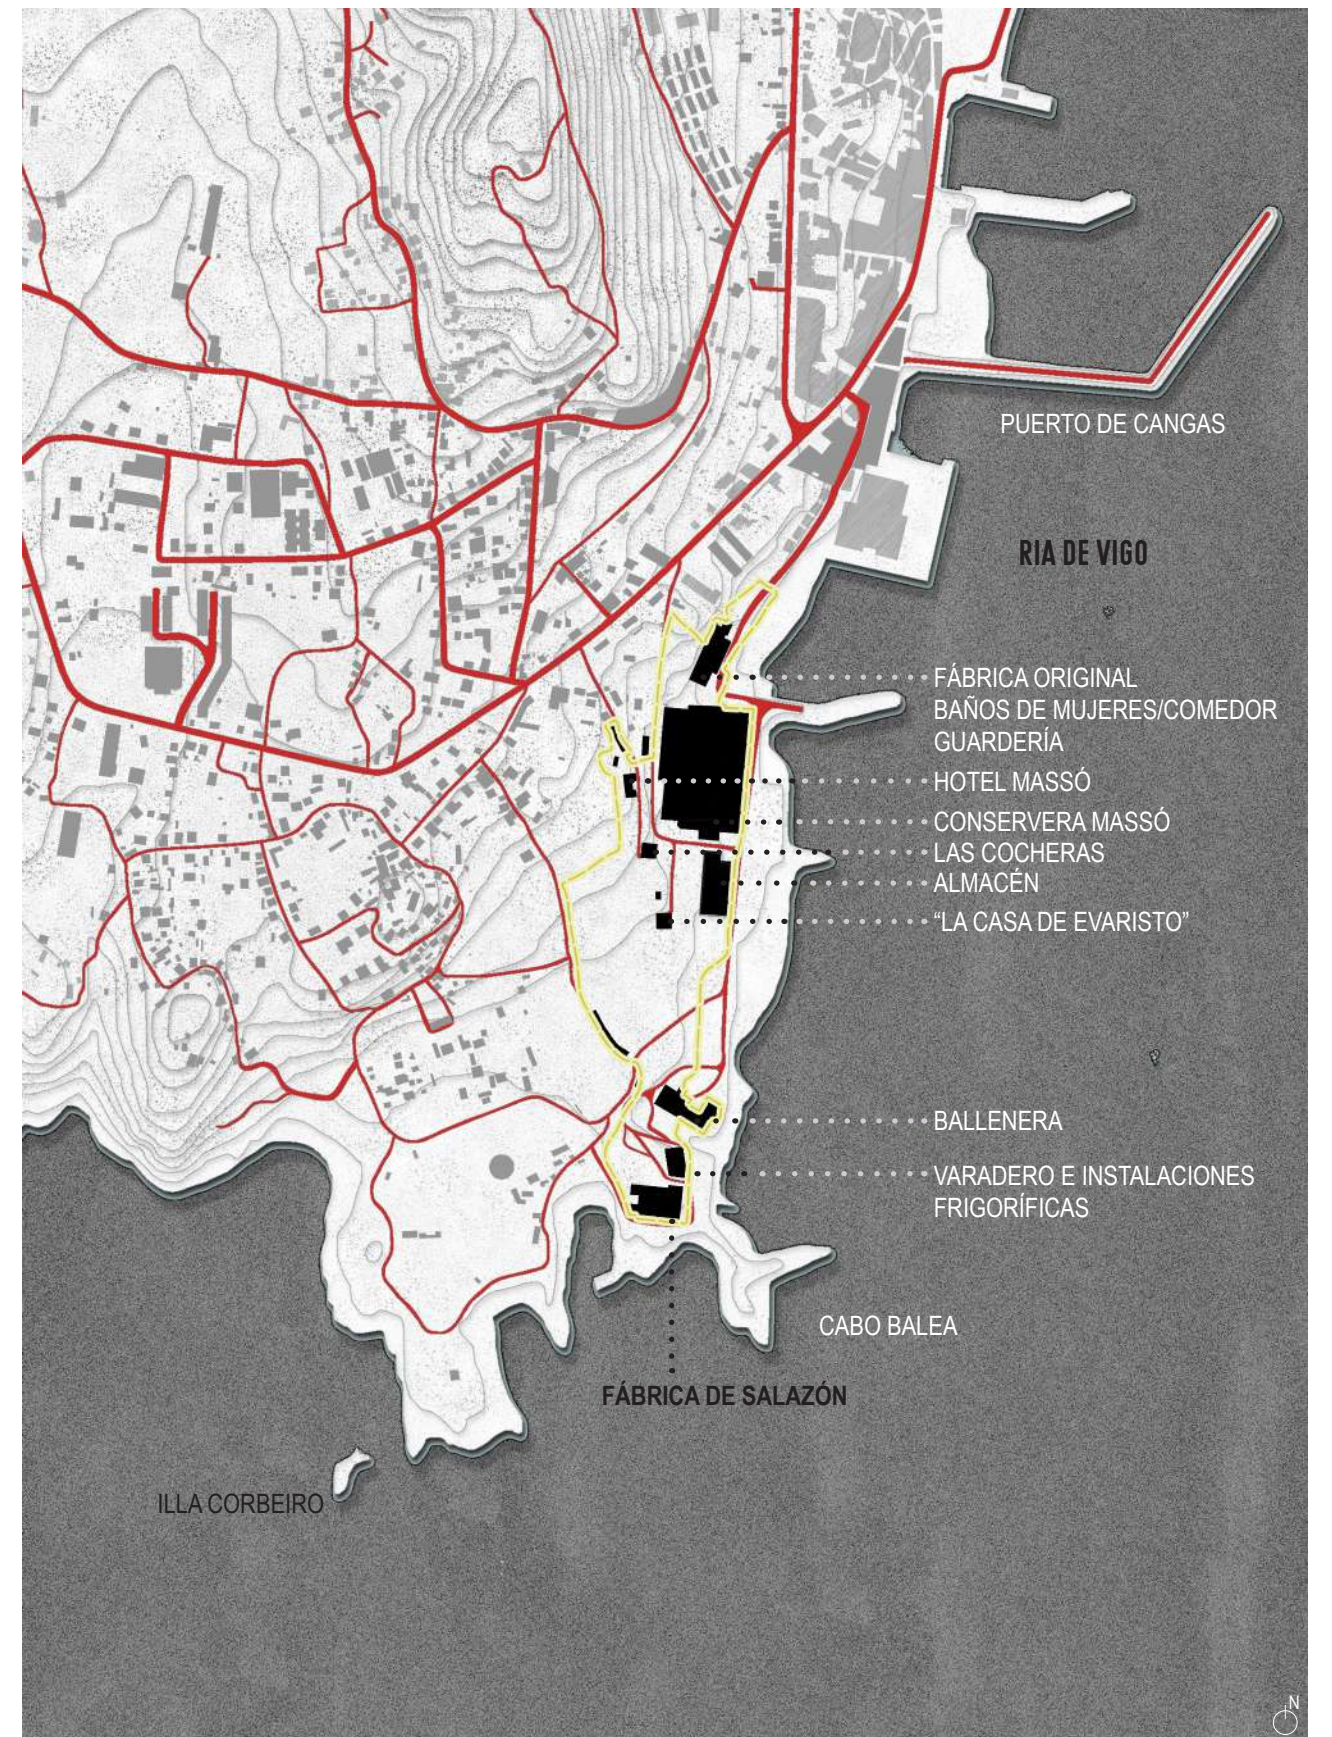 PUERTO DE CANGAS
RIA DE VIGO
FÁBRICA ORIGINAL
BAÑOS DE MUJERES/COMEDOR
GUARDERÍA
HOTEL MASSÓ
CONSERVERA MASSÓ
LAS COCHERAS
ALMACÉN
“LA CASA DE EVARISTO”
BALLENERA
VARADERO E INSTALACIONES
FRIGORÍFICAS
CABO BALEA
FÁBRICA DE SALAZÓN
ILLA CORBEIRO
N